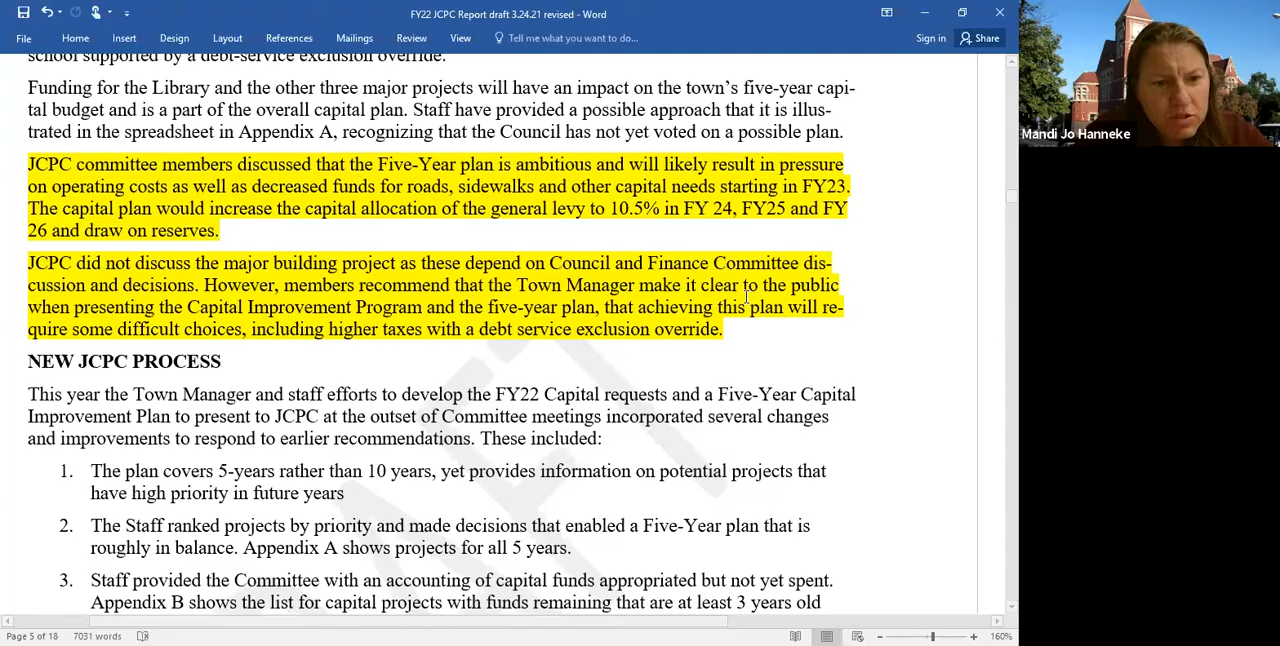 FY22 JCPC Report draft 3.24.21 revised - Word
File Home Insert Design Layout References Mailings Review View Tell me what you want to do... Sign in Share
school supported by a debt-service exclusion override.
Funding for the Library and the other three major projects will have an impact on the town's five-year capi-
tal budget and is a part of the overall capital plan. Staff have provided a possible approach that it is illus-
trated in the spreadsheet in Appendix A, recognizing that the Council has not yet voted on a possible plan.
JCPC committee members discussed that the Five-Year plan is ambitious and will likely result in pressure
on operating costs as well as decreased funds for roads, sidewalks and other capital needs starting in FY23.
The capital plan would increase the capital allocation of the general levy to 10.5% in FY 24, FY25 and FY
26 and draw on reserves.
JCPC did not discuss the major building project as these depend on Council and Finance Committee dis-
cussion and decisions. However, members recommend that the Town Manager make it clear to the public
when presenting the Capital Improvement Program and the five-year plan, that achieving this plan will re-
quire some difficult choices, including higher taxes with a debt service exclusion override.
NEW JCPC PROCESS
This year the Town Manager and staff efforts to develop the FY22 Capital requests and a Five-Year Capital
Improvement Plan to present to JCPC at the outset of Committee meetings incorporated several changes
and improvements to respond to earlier recommendations. These included:
1. The plan covers 5-years rather than 10 years, yet provides information on potential projects that
have high priority in future years
2. The Staff ranked projects by priority and made decisions that enabled a Five-Year plan that is
roughly in balance. Appendix A shows projects for all 5 years.
3. Staff provided the Committee with an accounting of capital funds appropriated but not yet spent.
Appendix B shows the list for capital projects with funds remaining that are at least 3 years old
Page 5 of 18 7031 words 160%
Mandi Jo Hanneke